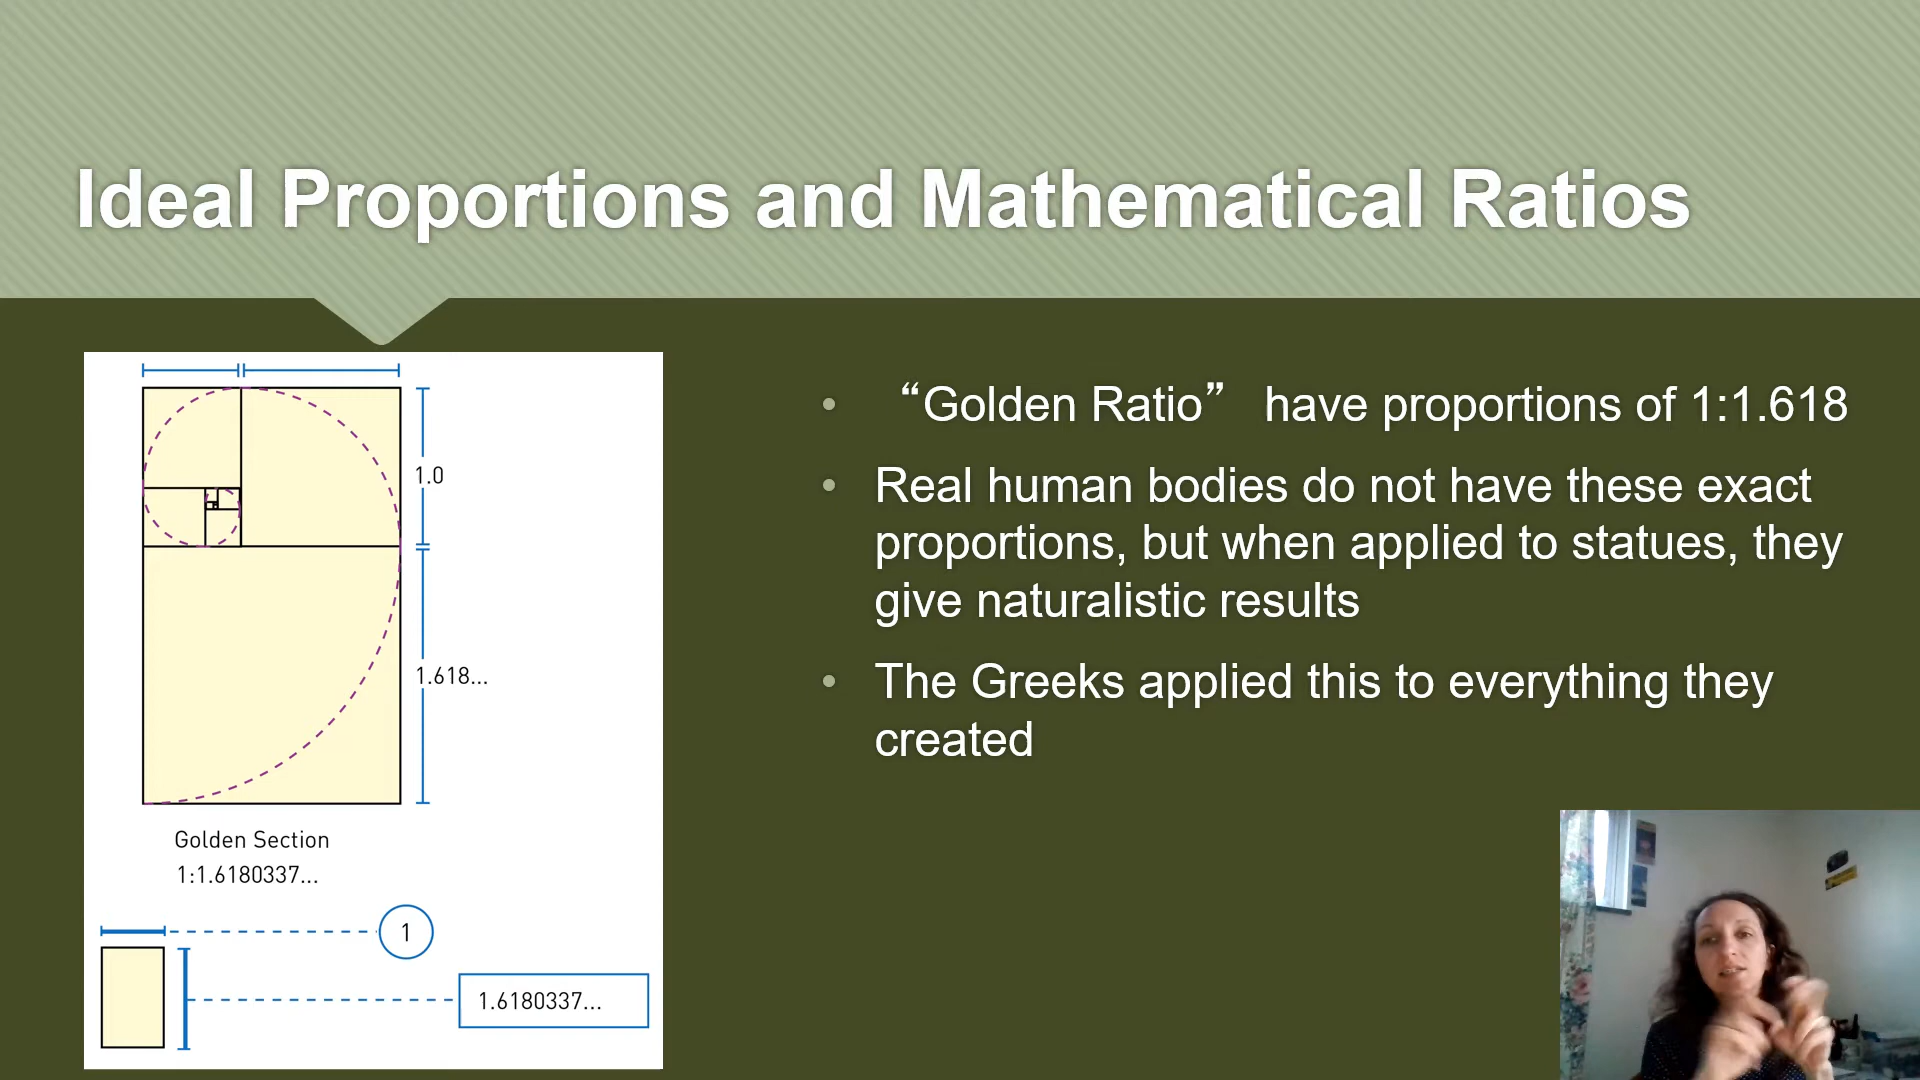 Ideal Proportions and Mathematical Ratios
1.0
1.618...
Golden Section
1:1.6180337...
1
1.6180337...
• “Golden Ratio” have proportions of 1:1.618
• Real human bodies do not have these exact
proportions, but when applied to statues, they
give naturalistic results
• The Greeks applied this to everything they
created